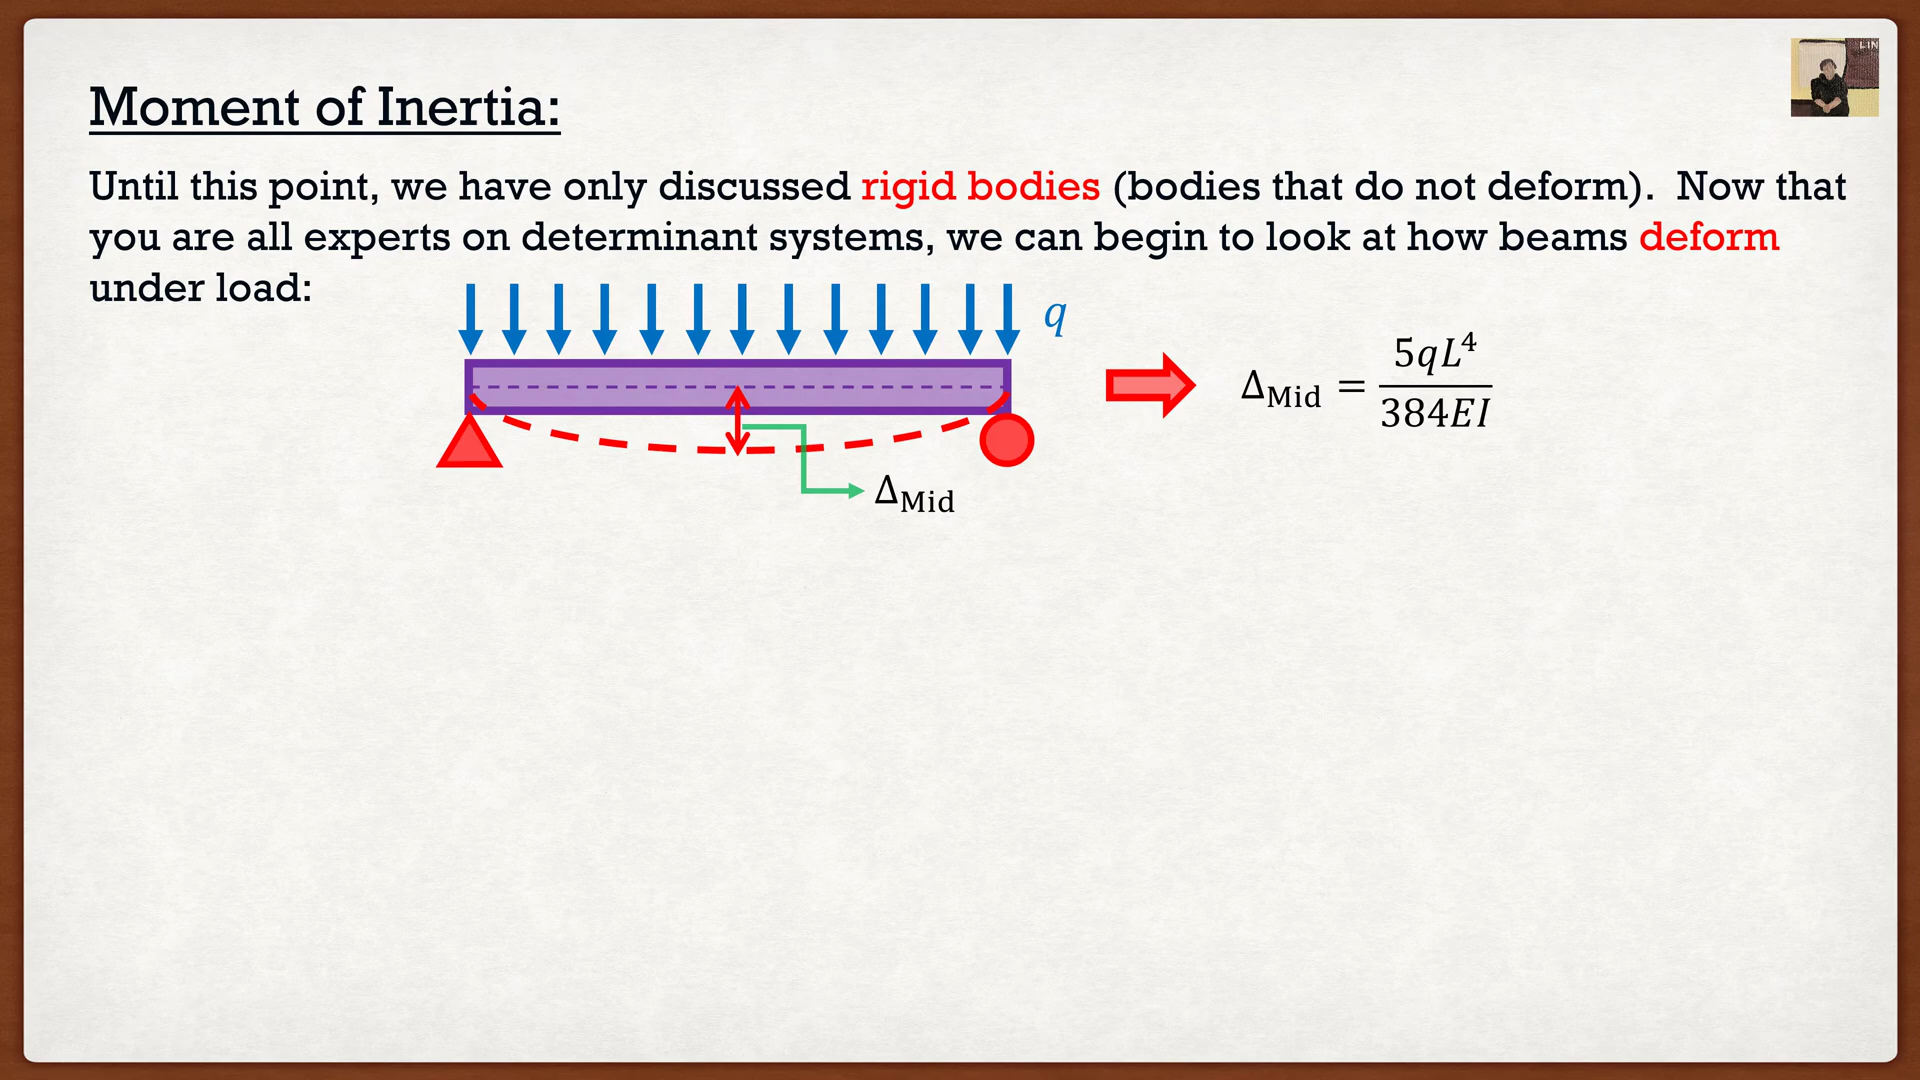 LIN
Moment of Inertia:
Until this point, we have only discussed rigid bodies (bodies that do not deform).  Now that
you are all experts on determinant systems, we can begin to look at how beams deform
under load:
q
Δ_Mid = 5qL⁴ / 384EI
Δ_Mid